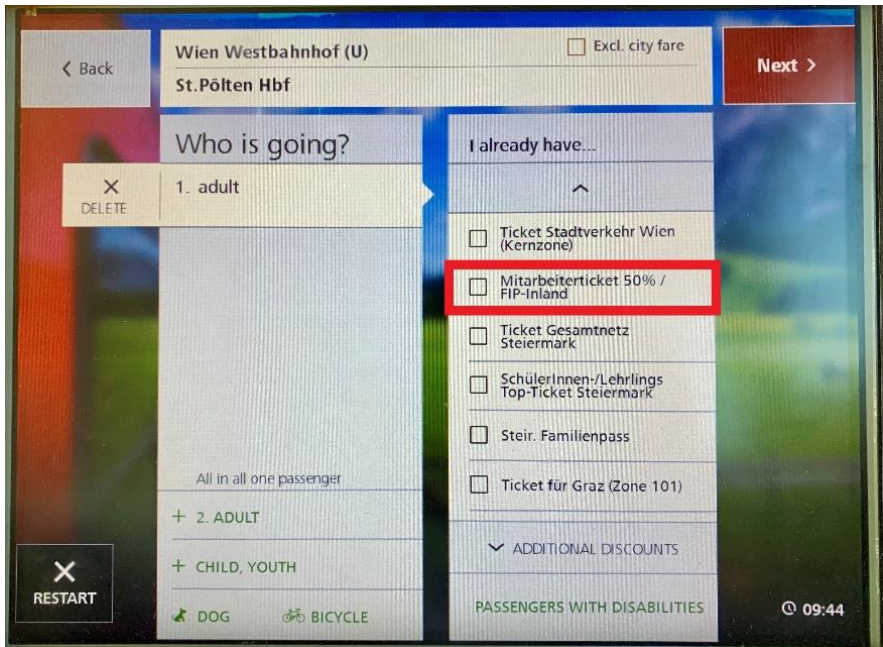 Back
Wien Westbahnhof (U)
Excl. city fare
St.Pölten Hbf
Next
Who is going?
I already have...
DELETE
1. adult
Ticket Stadtverkehr Wien
(Kernzone)
Mitarbeiterticket 50% /
FIP-Inland
Ticket Gesamtnetz
Steiermark
SchülerInnen-/Lehrlings
Top-Ticket Steiermark
Steir. Familienpass
Ticket für Graz (Zone 101)
All in all one passenger
+ 2. ADULT
+ CHILD, YOUTH
DOG
BICYCLE
ADDITIONAL DISCOUNTS
PASSENGERS WITH DISABILITIES
RESTART
09:44